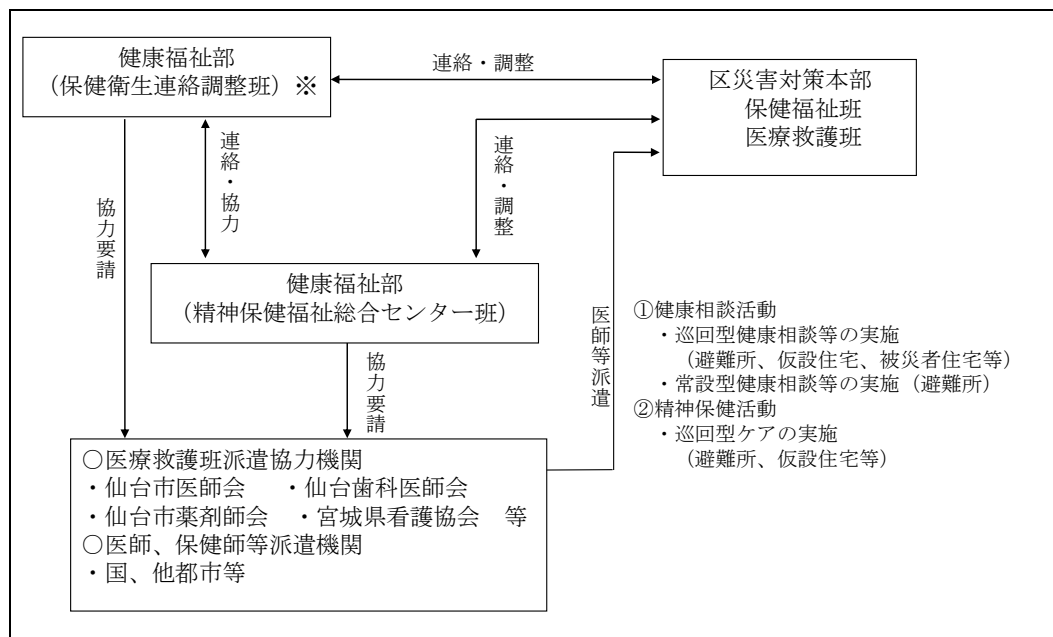 健康福祉部
（保健衛生連絡調整班）※
連絡・調整
区災害対策本部
保健福祉班
医療救護班
連絡・協力
連絡・調整
協力要請
健康福祉部
（精神保健福祉総合センター班）
協力要請
医師等派遣
①健康相談活動
・巡回型健康相談等の実施
（避難所、仮設住宅、被災者住宅等）
・常設型健康相談等の実施（避難所）
②精神保健活動
・巡回型ケアの実施
（避難所、仮設住宅等）
○医療救護班派遣協力機関
・仙台市医師会　　・仙台歯科医師会
・仙台市薬剤師会　・宮城県看護協会　等
○医師、保健師等派遣機関
・国、他都市等